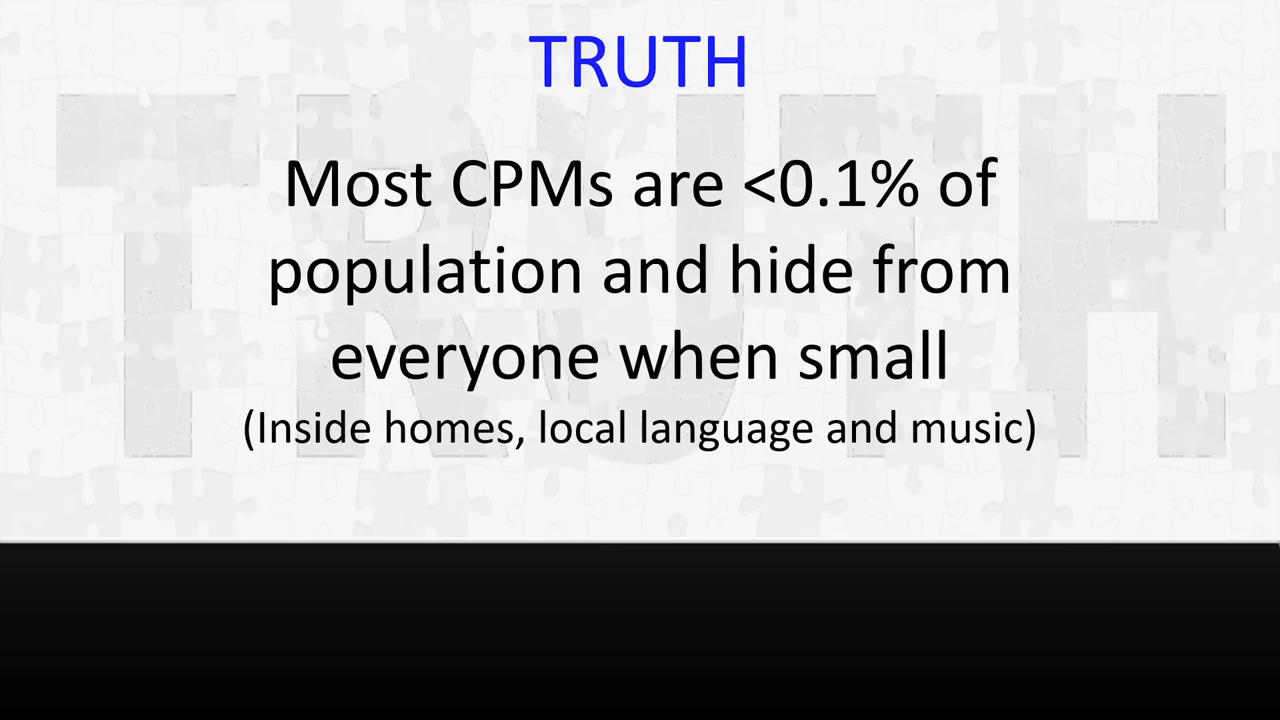 TRUTH
Most CPMs are <0.1% of
population and hide from
everyone when small
(Inside homes, local language and music)
TRUTH